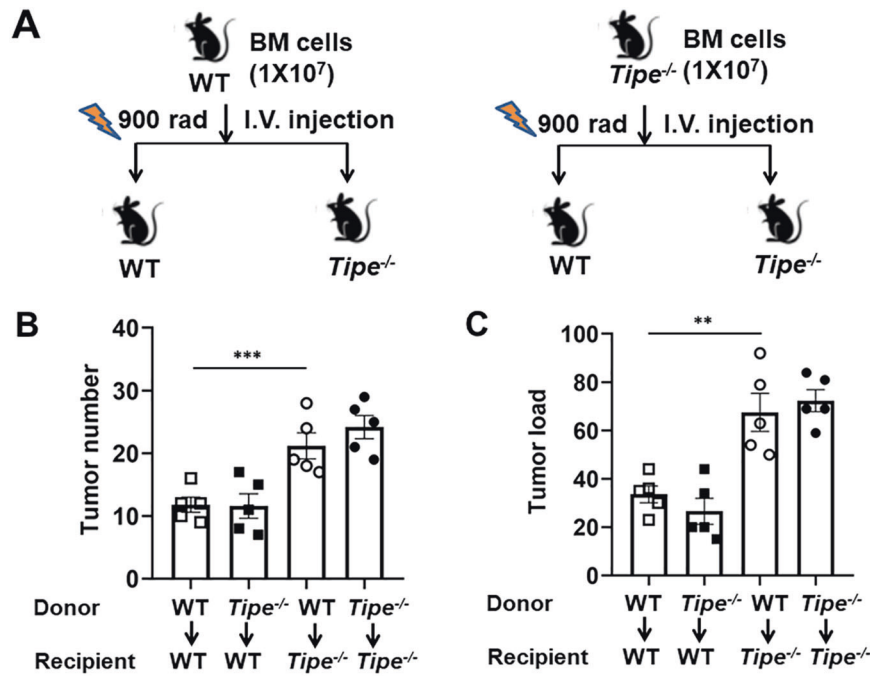 A
BM cells
(1X10⁷)
WT
900 rad I.V. injection
WT Tipe-/-
BM cells
Tipe-/- (1X10⁷)
900 rad I.V. injection
WT Tipe-/-
B
Tumor number
40
30
20
10
0
***
Donor WT Tipe-/- WT Tipe-/-
Recipient WT WT Tipe-/- Tipe-/-
C
Tumor load
100
80
60
40
20
0
**
Donor WT Tipe-/- WT Tipe-/-
Recipient WT WT Tipe-/- Tipe-/-